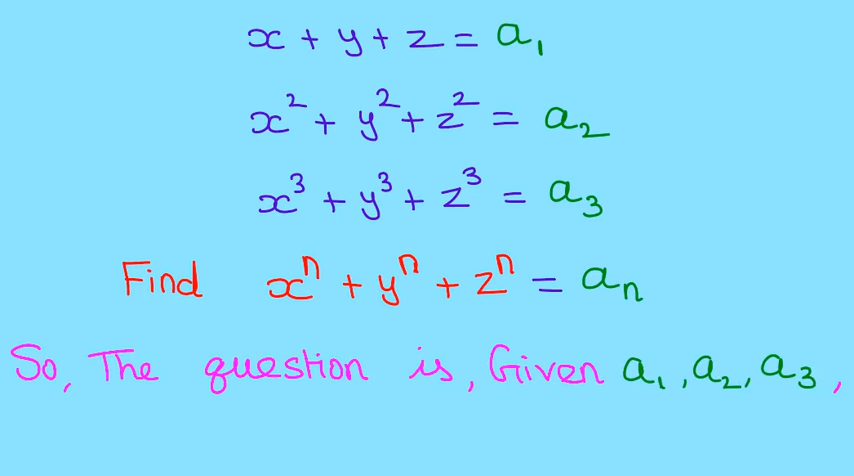 x + y + z = a₁
x² + y² + z² = a₂
x³ + y³ + z³ = a₃
Find xⁿ + yⁿ + zⁿ = aₙ
So, The question is, Given a₁, a₂, a₃,